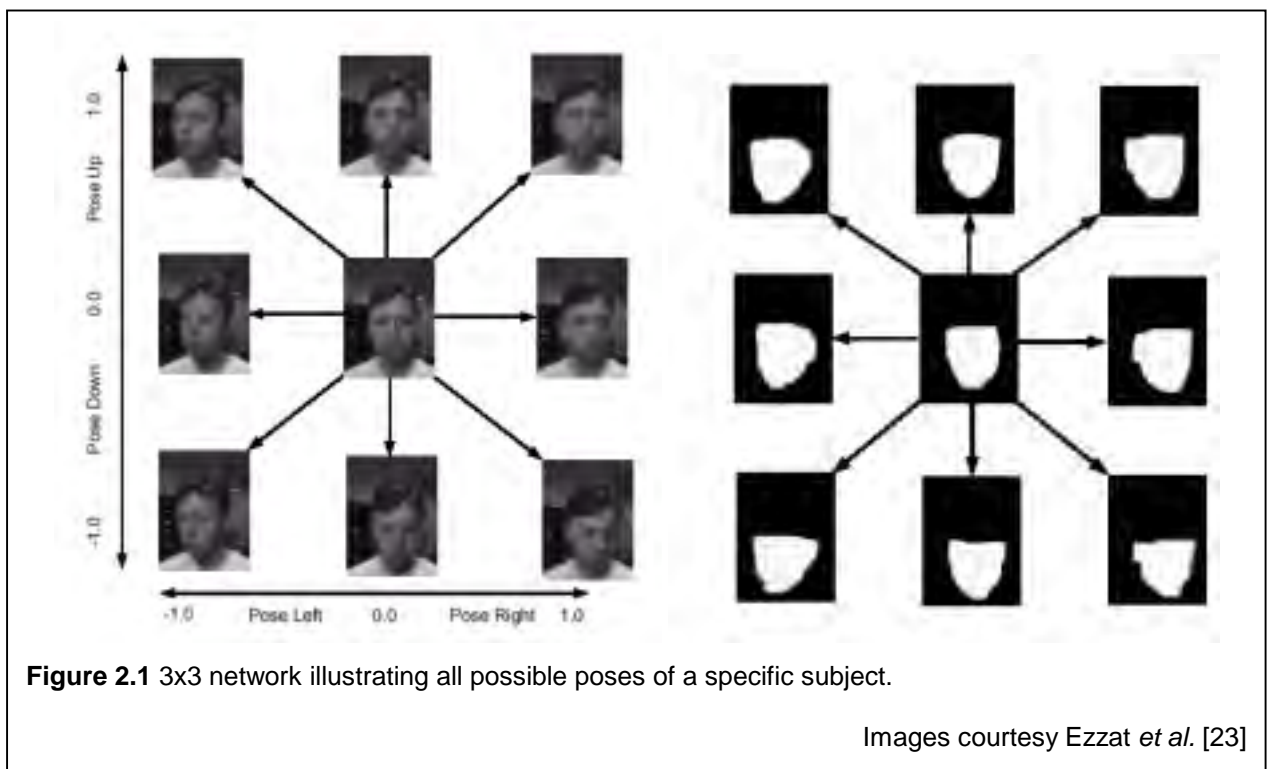 1.0
Pose Up
0.0
Pose Down
-1.0
-1.0 Pose Left 0.0 Pose Right 1.0
Figure 2.1 3x3 network illustrating all possible poses of a specific subject.
Images courtesy Ezzat et al. [23]